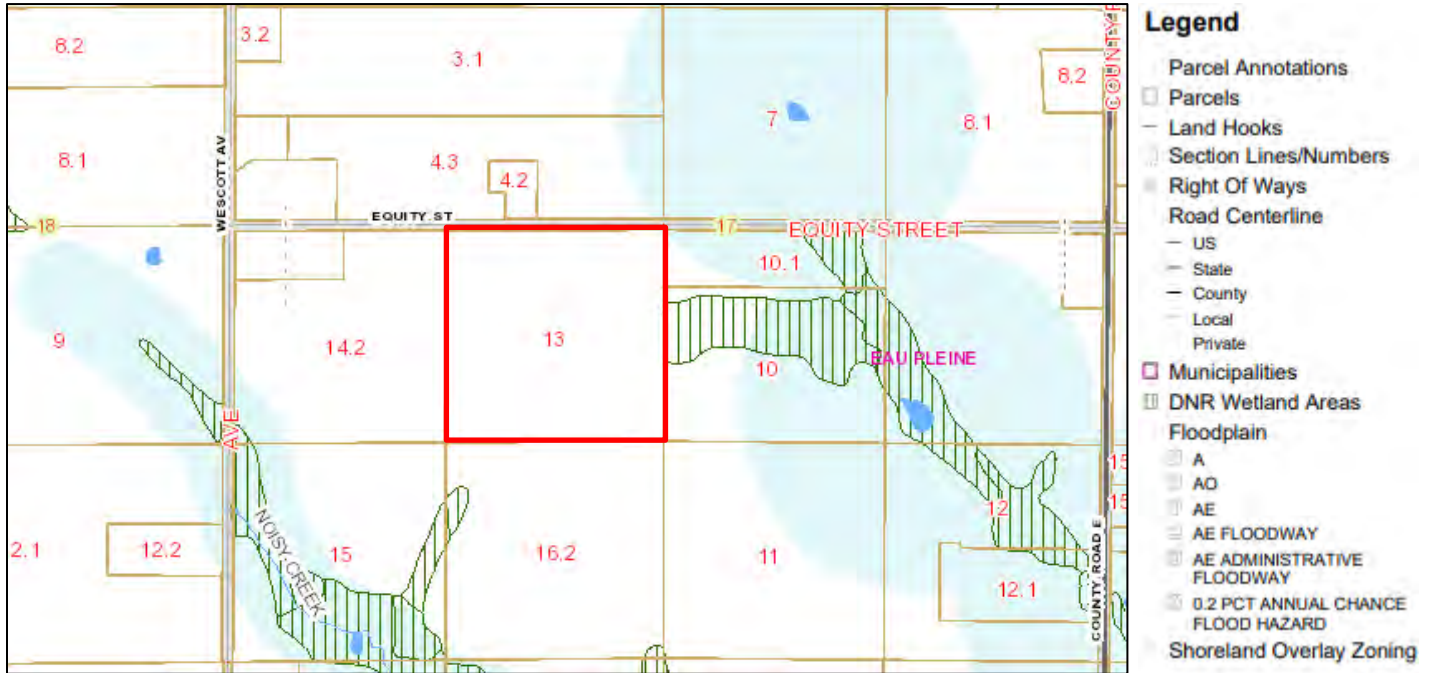 8.2
3.2
3.1
8.2
COUNTY
7
8.1
8.1
4.3
4.2
WESCOTT AV
EQUITY ST
18
17
EQUITY STREET
10.1
9
14.2
13
10
EAU PLEINE
AVE
15
15
12
NOISY CREEK
2.1
12.2
15
16.2
11
12.1
COUNTY ROAD E
Legend
Parcel Annotations
Parcels
Land Hooks
Section Lines/Numbers
Right Of Ways
Road Centerline
US
State
County
Local
Private
Municipalities
DNR Wetland Areas
Floodplain
A
AO
AE
AE FLOODWAY
AE ADMINISTRATIVE
FLOODWAY
0.2 PCT ANNUAL CHANCE
FLOOD HAZARD
Shoreland Overlay Zoning